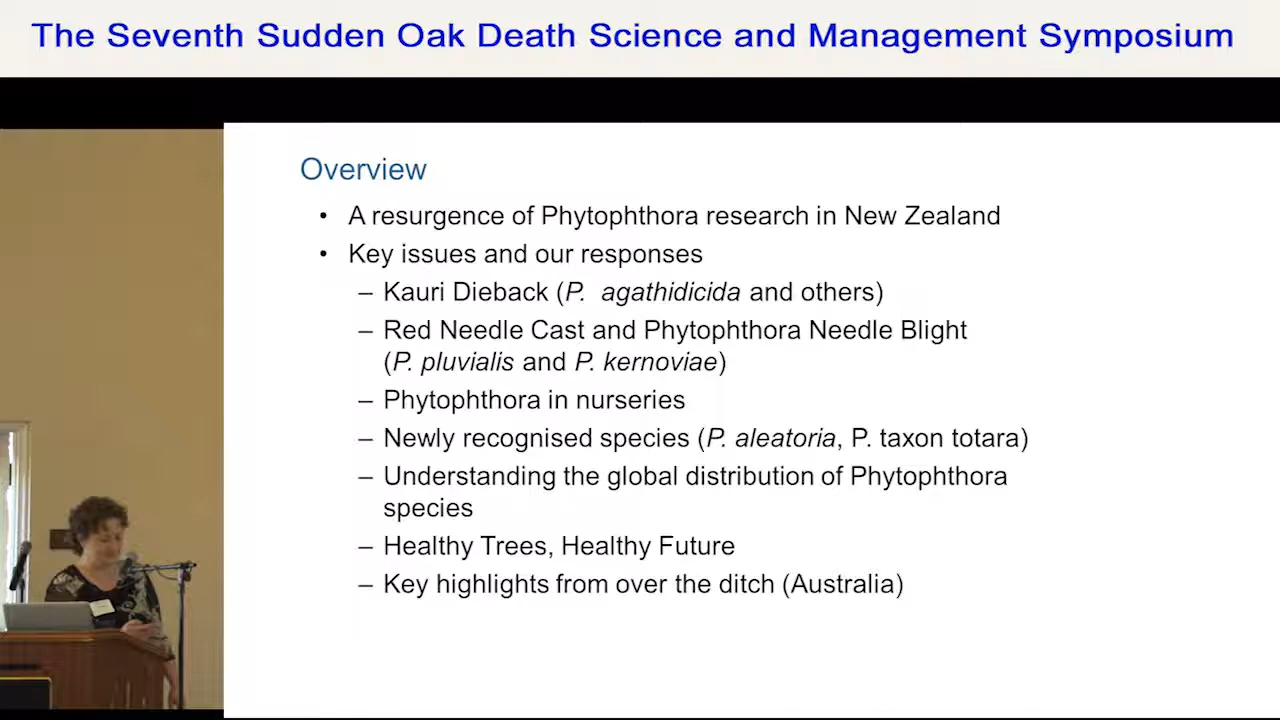 The Seventh Sudden Oak Death Science and Management Symposium
Overview
• A resurgence of Phytophthora research in New Zealand
• Key issues and our responses
– Kauri Dieback (P. agathidicida and others)
– Red Needle Cast and Phytophthora Needle Blight
(P. pluvialis and P. kernoviae)
– Phytophthora in nurseries
– Newly recognised species (P. aleatoria, P. taxon totara)
– Understanding the global distribution of Phytophthora
species
– Healthy Trees, Healthy Future
– Key highlights from over the ditch (Australia)